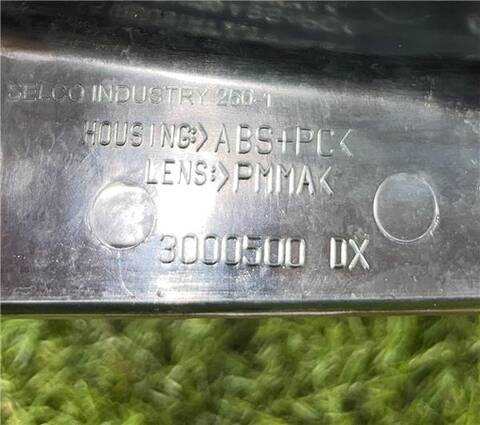 SELCO INDUSTRY 260-1
HOUSING:>ABS+PC<
LENS:>PMMA<
3000500 DX